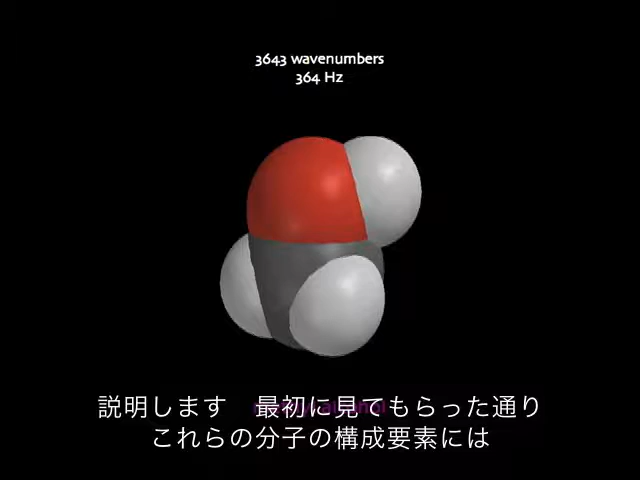 3643 wavenumbers
364 Hz
説明します　最初に見てもらった通り
これらの分子の構成要素には